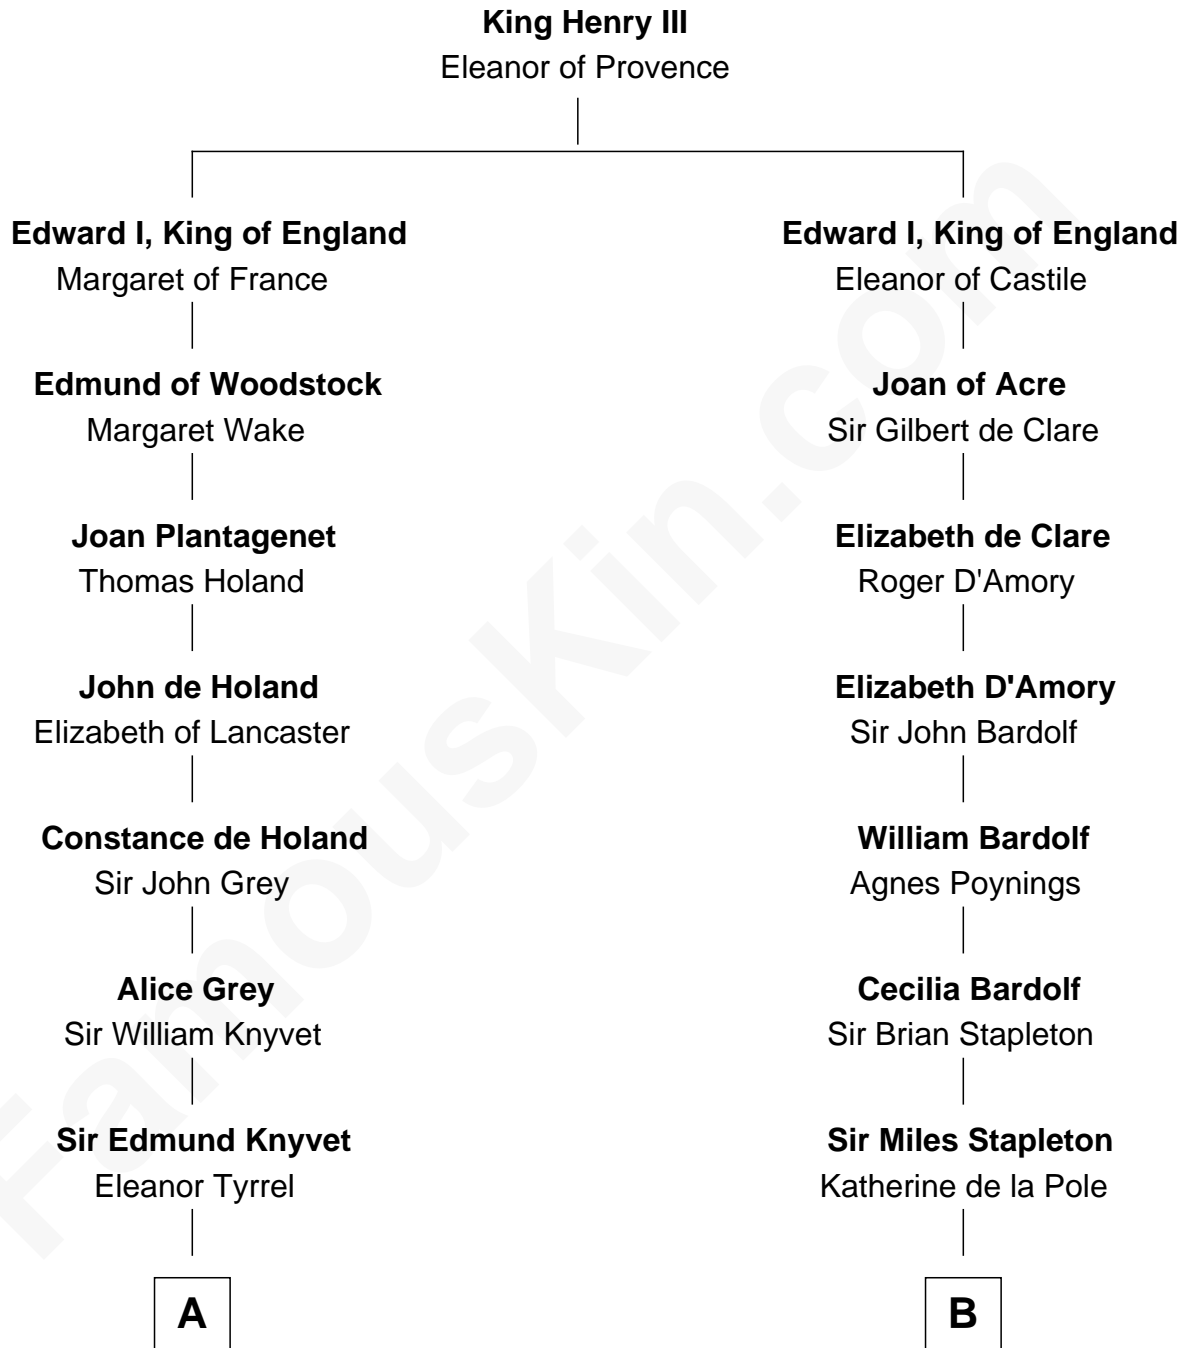 King Henry III
Eleanor of Provence
Edward I, King of England
Margaret of France
Edward I, King of England
Eleanor of Castile
Edmund of Woodstock
Margaret Wake
Joan of Acre
Sir Gilbert de Clare
Joan Plantagenet
Thomas Holand
Elizabeth de Clare
Roger D'Amory
John de Holand
Elizabeth of Lancaster
Elizabeth D'Amory
Sir John Bardolf
Constance de Holand
Sir John Grey
William Bardolf
Agnes Poynings
Alice Grey
Sir William Knyvet
Cecilia Bardolf
Sir Brian Stapleton
Sir Edmund Knyvet
Eleanor Tyrrel
Sir Miles Stapleton
Katherine de la Pole
A
B
FamousKin.com